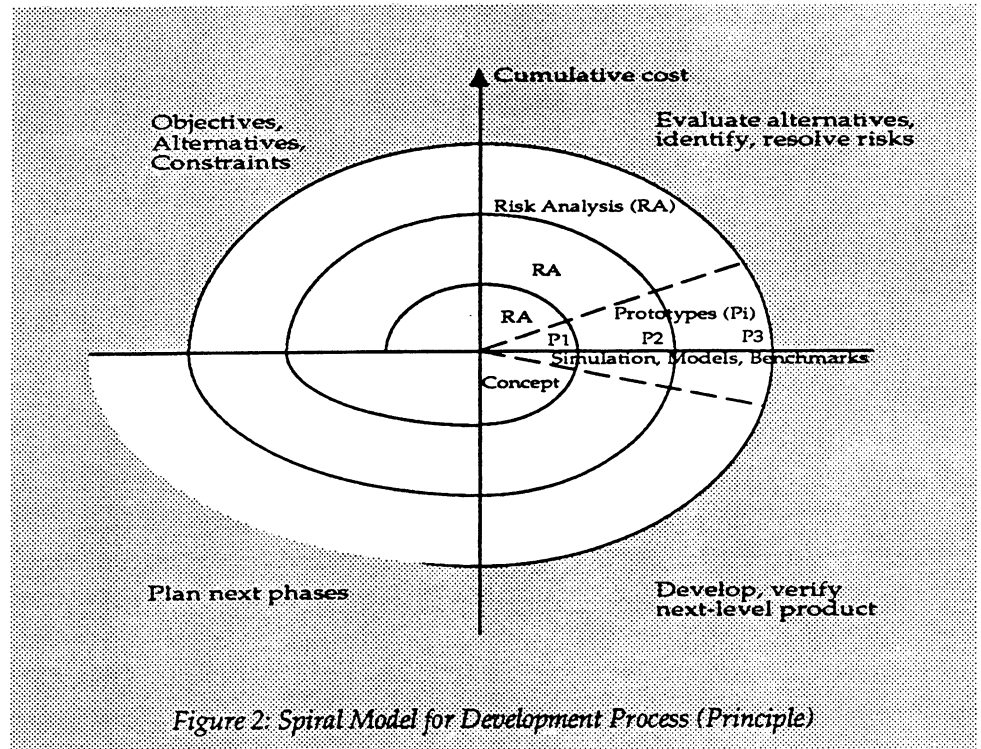 Cumulative cost
Objectives,
Alternatives,
Constraints
Evaluate alternatives,
identify, resolve risks
Risk Analysis (RA)
RA
RA
Prototypes (Pi)
P1
P2
P3
Simulation, Models, Benchmarks
Concept
Plan next phases
Develop, verify
next-level product
Figure 2: Spiral Model for Development Process (Principle)